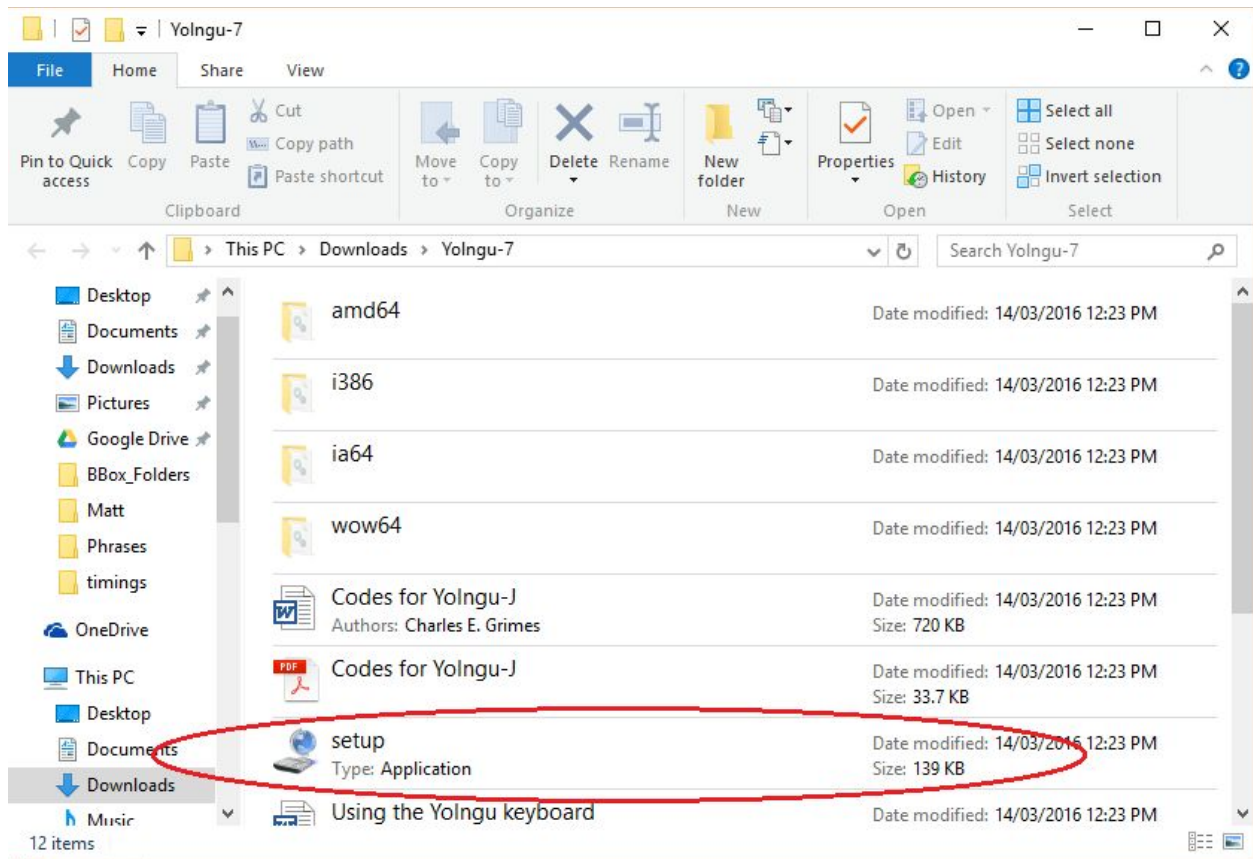 Yolngu-7
File Home Share View
Pin to Quick access
Copy
Paste
Cut
Copy path
Paste shortcut
Move to
Copy to
Delete
Rename
New folder
Properties
Open
Edit
History
Select all
Select none
Invert selection
Clipboard Organize New Open Select
This PC Downloads Yolngu-7
Search Yolngu-7
Desktop
Documents
Downloads
Pictures
Google Drive
BBox_Folders
Matt
Phrases
timings
OneDrive
This PC
Desktop
Documents
Downloads
Music
amd64 Date modified: 14/03/2016 12:23 PM
i386 Date modified: 14/03/2016 12:23 PM
ia64 Date modified: 14/03/2016 12:23 PM
wow64 Date modified: 14/03/2016 12:23 PM
Codes for Yolngu-J Date modified: 14/03/2016 12:23 PM
Authors: Charles E. Grimes Size: 720 KB
Codes for Yolngu-J Date modified: 14/03/2016 12:23 PM
Size: 33.7 KB
setup Date modified: 14/03/2016 12:23 PM
Type: Application Size: 139 KB
Using the Yolngu keyboard Date modified: 14/03/2016 12:23 PM
12 items